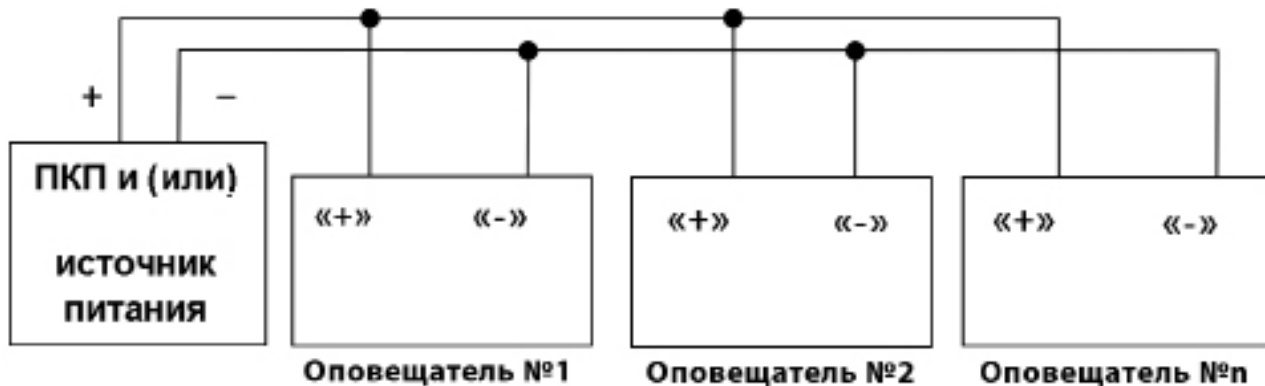 + –
ПКП и (или)
источник
питания
«+» «-»
«+» «-»
«+» «-»
Оповещатель №1
Оповещатель №2
Оповещатель №n